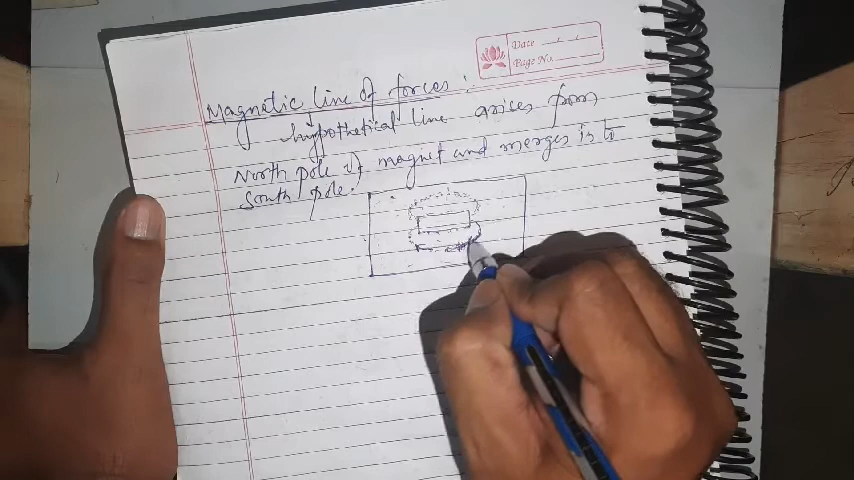 Date
Page No.
Magnetic line of forces :
hypothetical line arises from
North pole of magnet and merges in to
South pole.